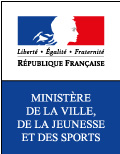 Liberté • Égalité • Fraternité
RÉPUBLIQUE FRANÇAISE
MINISTÈRE
DE LA VILLE,
DE LA JEUNESSE
ET DES SPORTS